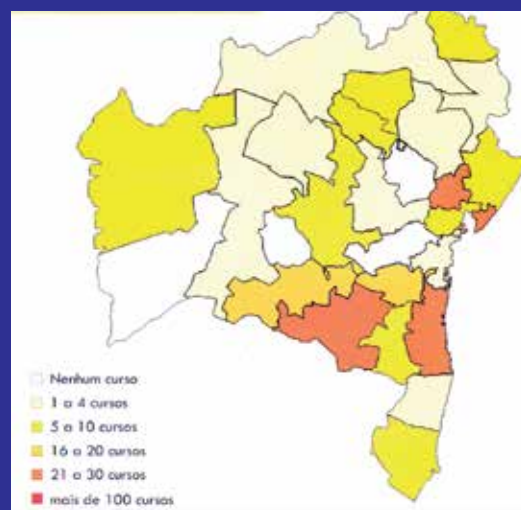 Nenhum curso
1 a 4 cursos
5 a 10 cursos
16 a 20 cursos
21 a 30 cursos
mais de 100 cursos